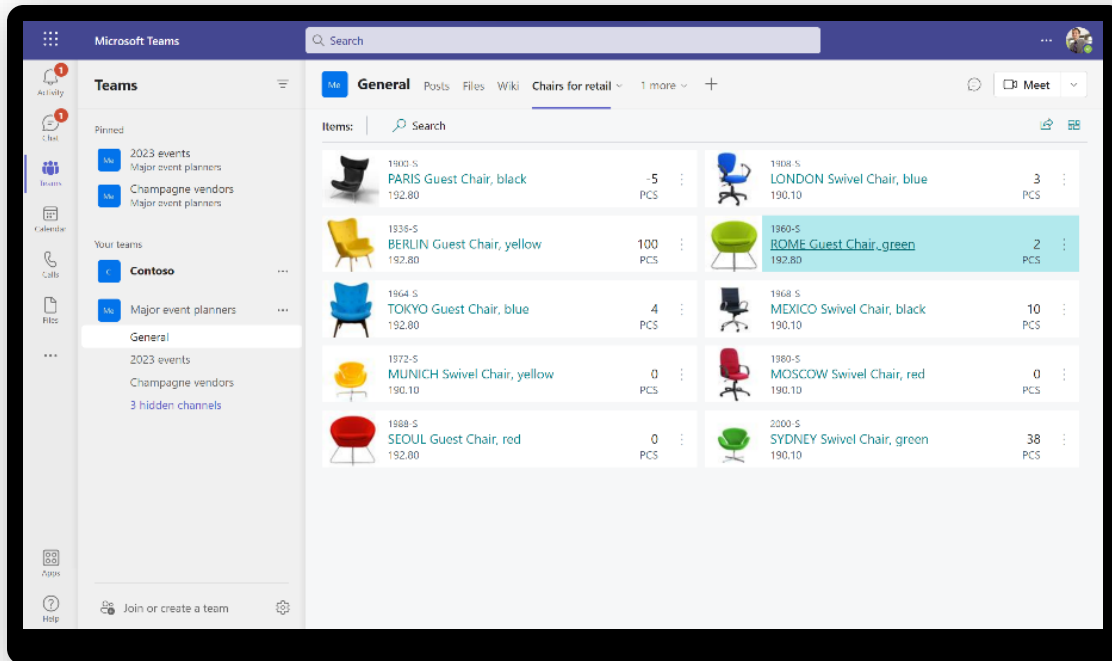 Microsoft Teams
Search
1
Activity
1
Chat
Teams
Calendar
Calls
Files
Apps
Help
Teams
Pinned
Me
2023 events
Major event planners
Me
Champagne vendors
Major event planners
Your teams
C
Contoso
Me
Major event planners
General
2023 events
Champagne vendors
3 hidden channels
Join or create a team
Me
General
Posts
Files
Wiki
Chairs for retail
1 more
Meet
Items:
Search
1900-S
PARIS Guest Chair, black
192.80
-5
PCS
1908-S
LONDON Swivel Chair, blue
190.10
3
PCS
1936-S
BERLIN Guest Chair, yellow
192.80
100
PCS
1960-S
ROME Guest Chair, green
192.80
2
PCS
1964-S
TOKYO Guest Chair, blue
192.80
4
PCS
1968-S
MEXICO Swivel Chair, black
190.10
10
PCS
1972-S
MUNICH Swivel Chair, yellow
190.10
0
PCS
1980-S
MOSCOW Swivel Chair, red
190.10
0
PCS
1988-S
SEOUL Guest Chair, red
192.80
0
PCS
2000-S
SYDNEY Swivel Chair, green
190.10
38
PCS